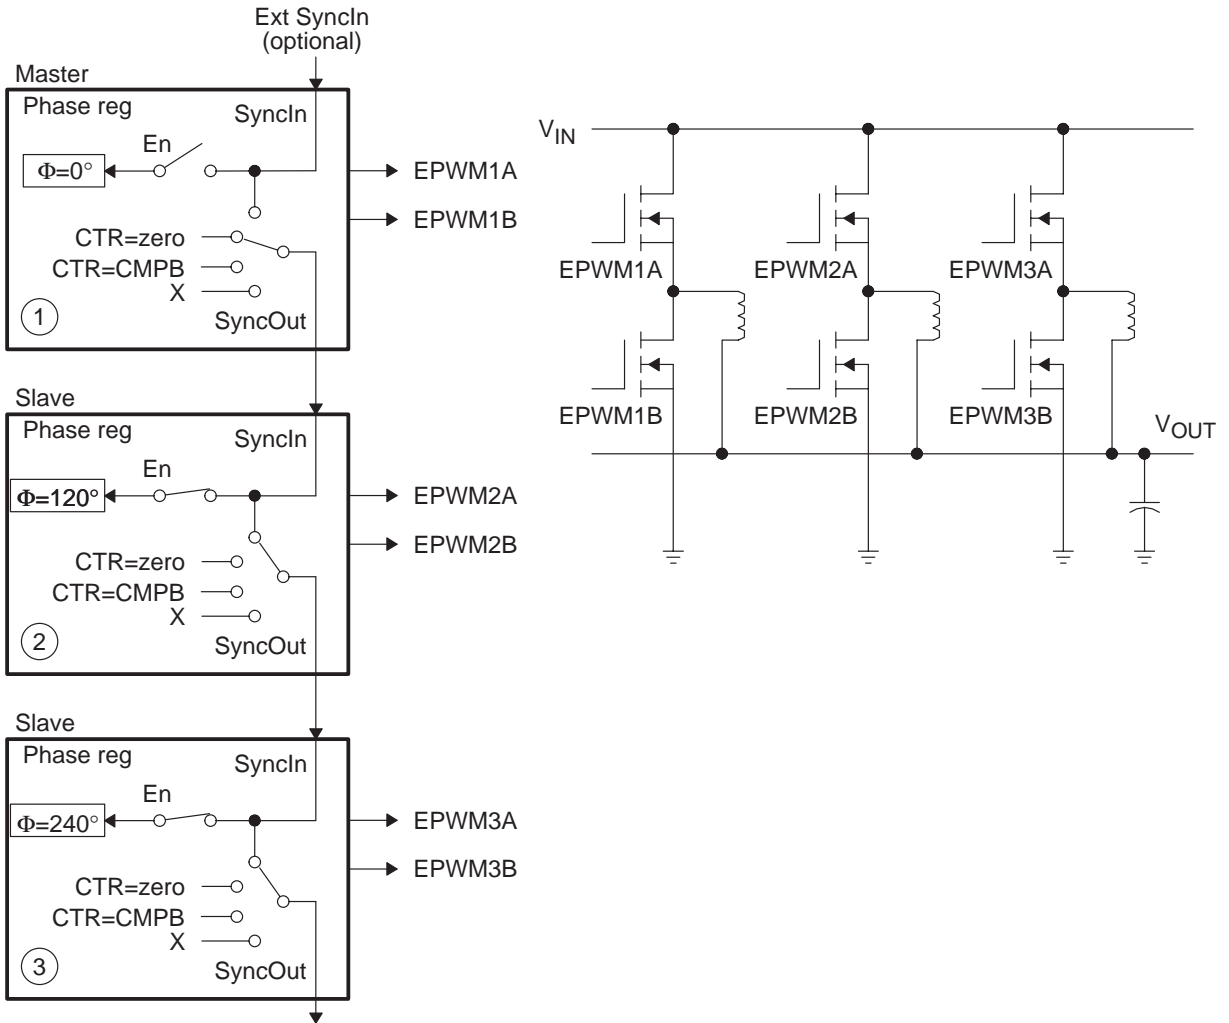 Ext SyncIn
(optional)
Master
Phase reg
SyncIn
En
Φ=0°
EPWM1A
EPWM1B
CTR=zero
CTR=CMPB
X
1
SyncOut
Slave
Phase reg
SyncIn
En
Φ=120°
EPWM2A
EPWM2B
CTR=zero
CTR=CMPB
X
2
SyncOut
Slave
Phase reg
SyncIn
En
Φ=240°
EPWM3A
EPWM3B
CTR=zero
CTR=CMPB
X
3
SyncOut
VIN
EPWM1A
EPWM2A
EPWM3A
EPWM1B
EPWM2B
EPWM3B
VOUT